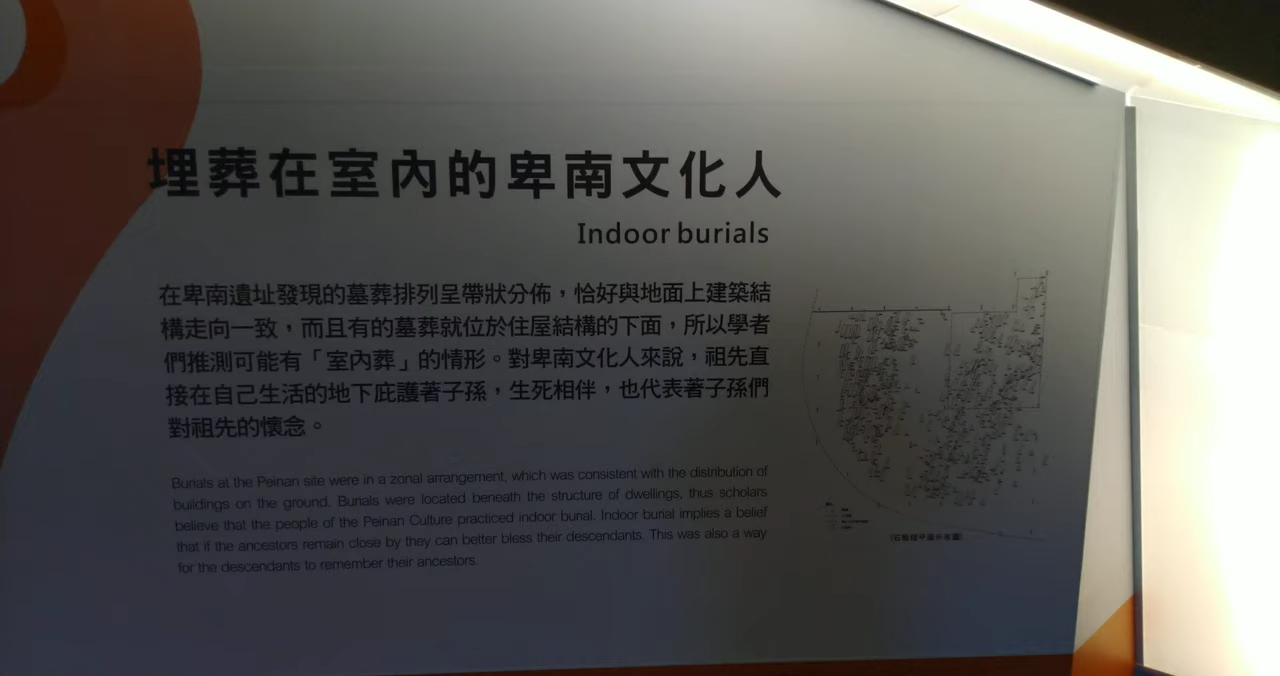 埋葬在室內的卑南文化人
Indoor burials
在卑南遺址發現的墓葬排列呈帶狀分佈，恰好與地面上建築結
構走向一致，而且有的墓葬就位於住屋結構的下面，所以學者
們推測可能有「室內葬」的情形。對卑南文化人來說，祖先直
接在自己生活的地下庇護著子孫，生死相伴，也代表著子孫們
對祖先的懷念。
Burials at the Peinan site were in a zonal arrangement, which was consistent with the distribution of
buildings on the ground. Burials were located beneath the structure of dwellings, thus scholars
believe that the people of the Peinan Culture practiced indoor burial. Indoor burial implies a belief
that if the ancestors remain close by they can better bless their descendants. This was also a way
for the descendants to remember their ancestors.